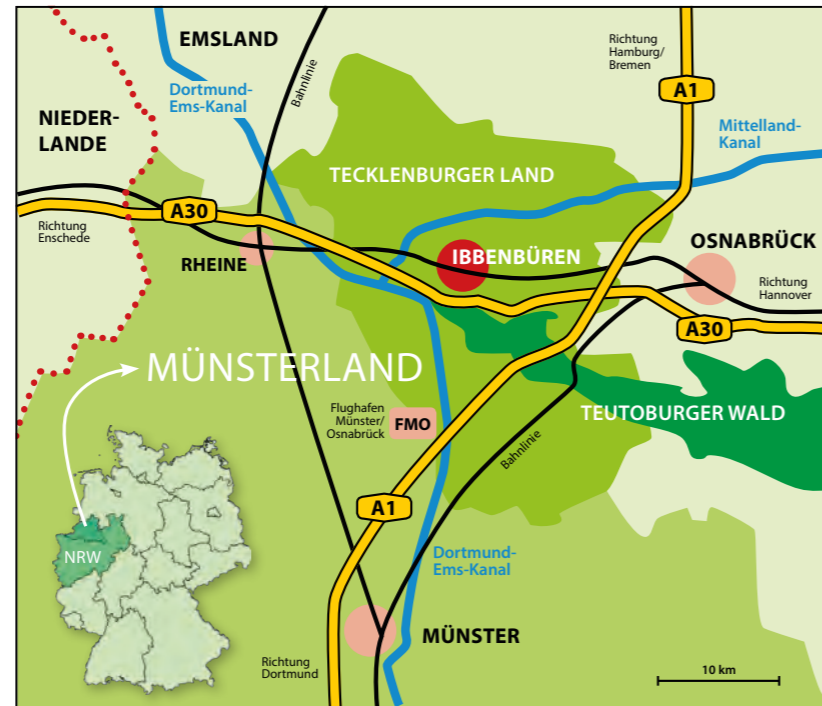 EMSLAND
Bahnlinie
Richtung
Hamburg/
Bremen
Dortmund-
Ems-Kanal
A1
NIEDER-
LANDE
Mittelland-
Kanal
TECKLENBURGER LAND
A30
Richtung
Enschede
RHEINE
IBBENBÜREN
OSNABRÜCK
Richtung
Hannover
A30
MÜNSTERLAND
Flughafen
Münster/
Osnabrück
FMO
TEUTOBURGER WALD
Bahnlinie
A1
NRW
Dortmund-
Ems-Kanal
MÜNSTER
Richtung
Dortmund
10 km